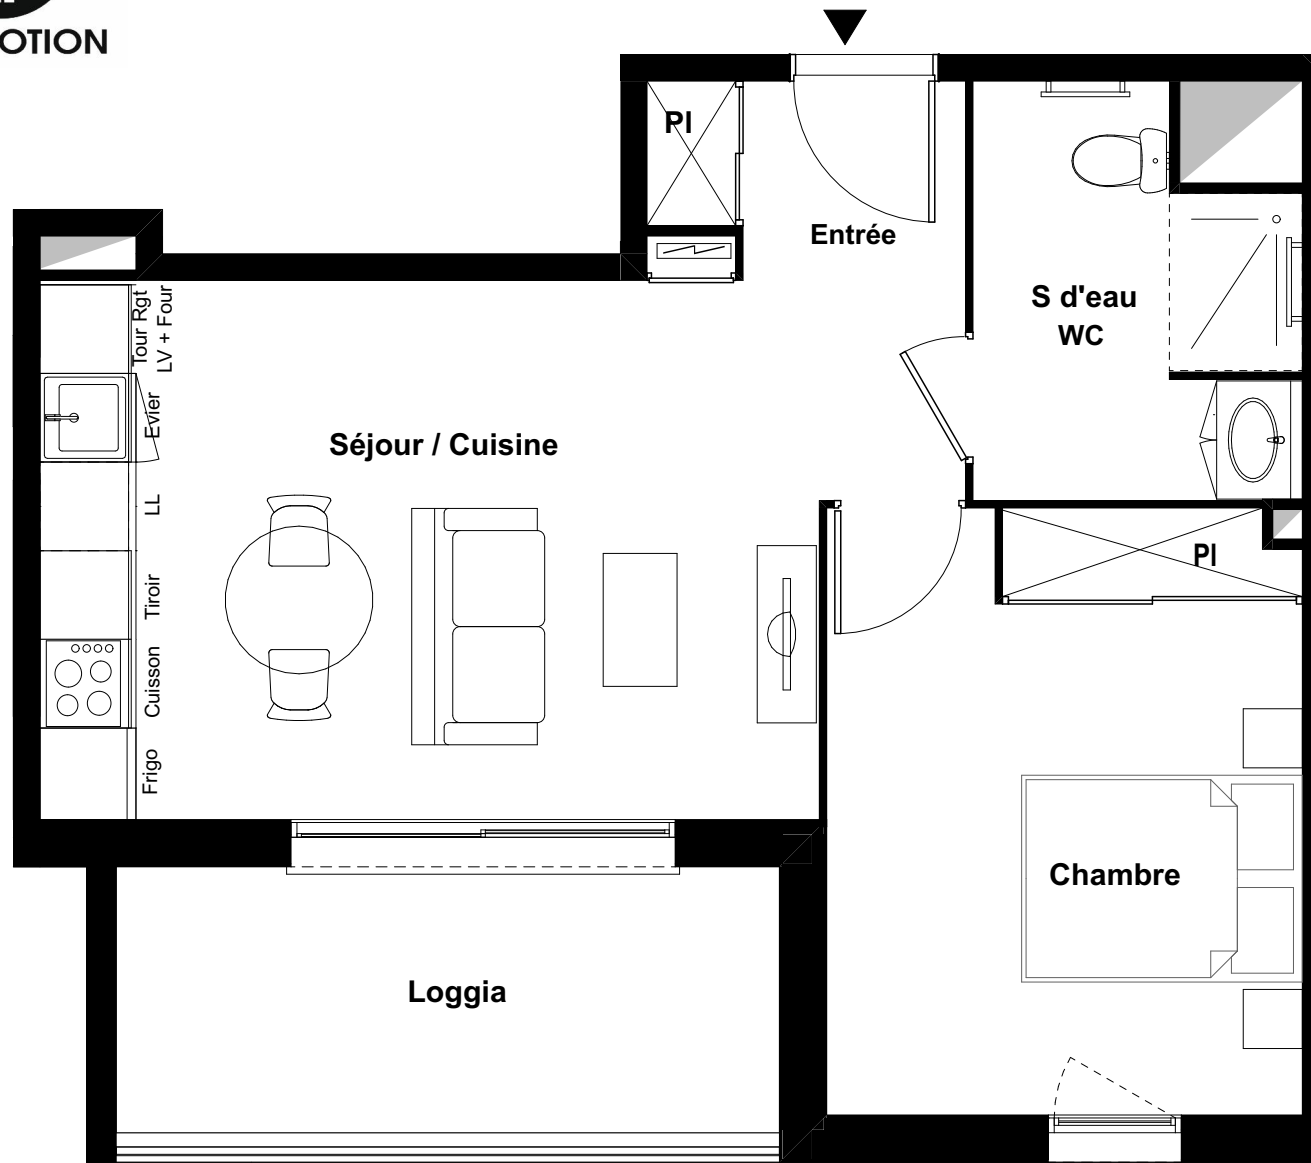 OTION
Pl
Entrée
S d'eau
WC
Tour Rgt
LV + Four
Evier
Séjour / Cuisine
LL
Pl
Tiroir
Cuisson
Frigo
Chambre
Loggia